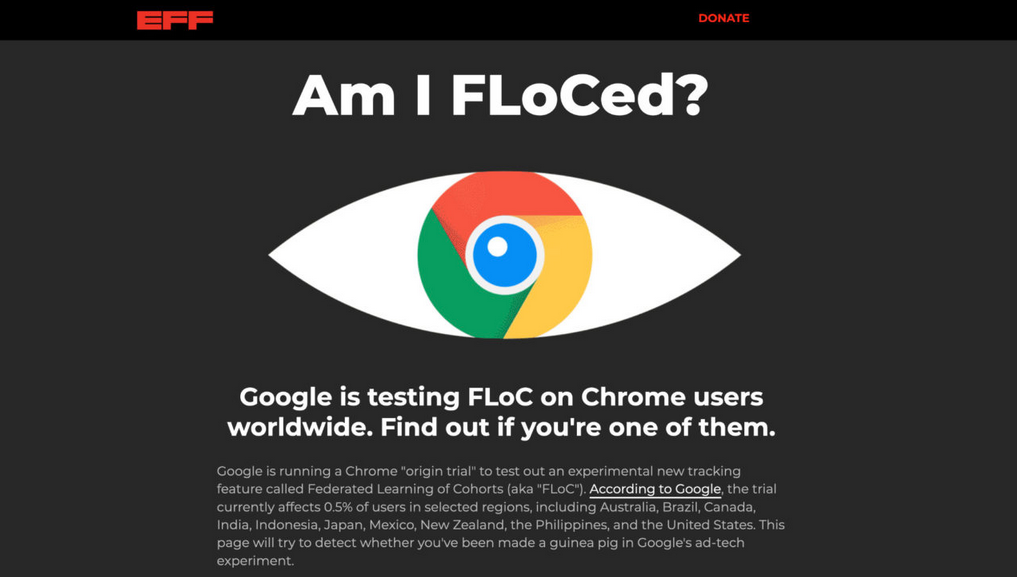 EFF
DONATE
Am I FLoCed?
Google is testing FLoC on Chrome users
worldwide. Find out if you're one of them.
Google is running a Chrome "origin trial" to test out an experimental new tracking
feature called Federated Learning of Cohorts (aka "FLoC"). According to Google, the trial
currently affects 0.5% of users in selected regions, including Australia, Brazil, Canada,
India, Indonesia, Japan, Mexico, New Zealand, the Philippines, and the United States. This
page will try to detect whether you've been made a guinea pig in Google's ad-tech
experiment.